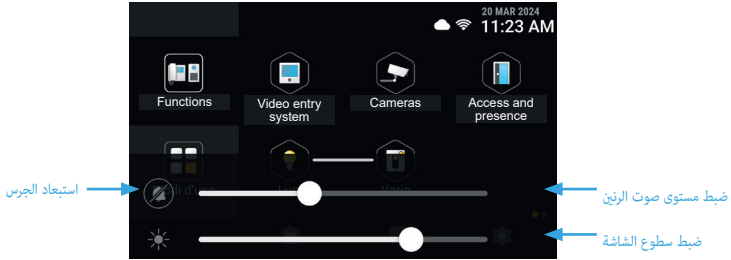 20 MAR 2024
11:23 AM
Functions
Video entry
system
Cameras
Access and
presence
استبعاد الجرس
ضبط مستوى صوت الرنين
ضبط سطوع الشاشة